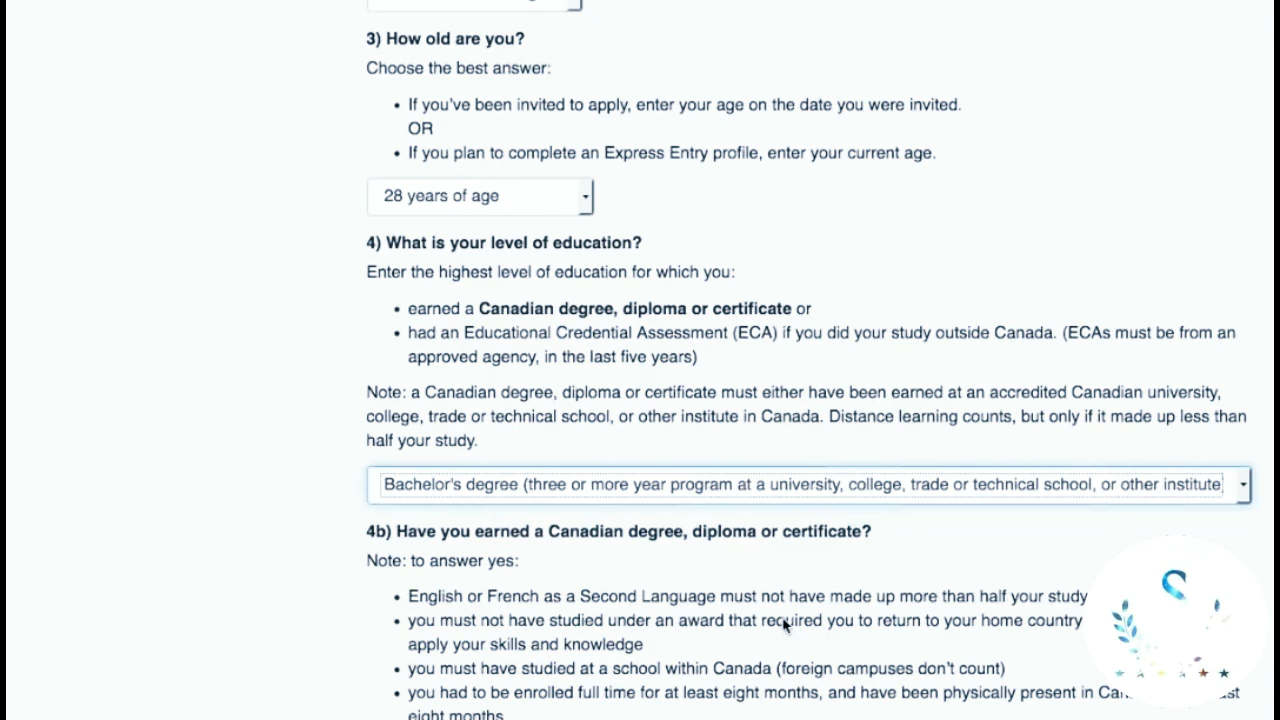 3) How old are you?
Choose the best answer:
• If you've been invited to apply, enter your age on the date you were invited.
OR
• If you plan to complete an Express Entry profile, enter your current age.
28 years of age
4) What is your level of education?
Enter the highest level of education for which you:
• earned a Canadian degree, diploma or certificate or
• had an Educational Credential Assessment (ECA) if you did your study outside Canada. (ECAs must be from an
approved agency, in the last five years)
Note: a Canadian degree, diploma or certificate must either have been earned at an accredited Canadian university,
college, trade or technical school, or other institute in Canada. Distance learning counts, but only if it made up less than
half your study.
Bachelor's degree (three or more year program at a university, college, trade or technical school, or other institute)
4b) Have you earned a Canadian degree, diploma or certificate?
Note: to answer yes:
• English or French as a Second Language must not have made up more than half your study
• you must not have studied under an award that required you to return to your home country
apply your skills and knowledge
• you must have studied at a school within Canada (foreign campuses don't count)
• you had to be enrolled full time for at least eight months, and have been physically present in
eight months